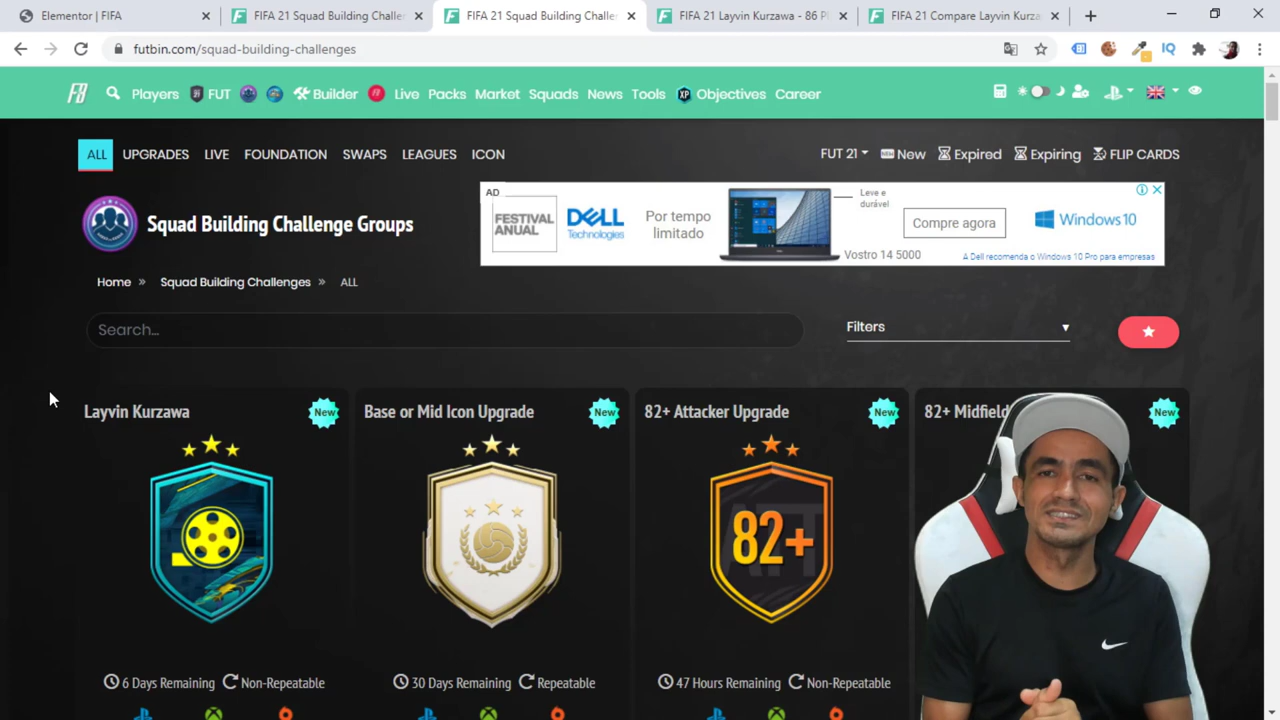 Elementor | FIFA
FIFA 21 Squad Building Challe
FIFA 21 Squad Building Challe
FIFA 21 Layvin Kurzawa - 86 P
FIFA 21 Compare Layvin Kurza
futbin.com/squad-building-challenges
IQ
Players FUT Builder Live Packs Market Squads News Tools XP Objectives Career
ALL UPGRADES LIVE FOUNDATION SWAPS LEAGUES ICON
FUT 21 NEW New Expired Expiring FLIP CARDS
Squad Building Challenge Groups
AD
FESTIVAL ANUAL
DELL Technologies
Por tempo limitado
Leve e durável
Vostro 14 5000
Compre agora
Windows10
A Dell recomenda o Windows 10 Pro para empresas
Home » Squad Building Challenges » ALL
Search...
Filters
Layvin Kurzawa New
Base or Mid Icon Upgrade New
82+ Attacker Upgrade New
82+ Midfield New
82+
ATT
6 Days Remaining Non-Repeatable
30 Days Remaining Repeatable
47 Hours Remaining Non-Repeatable